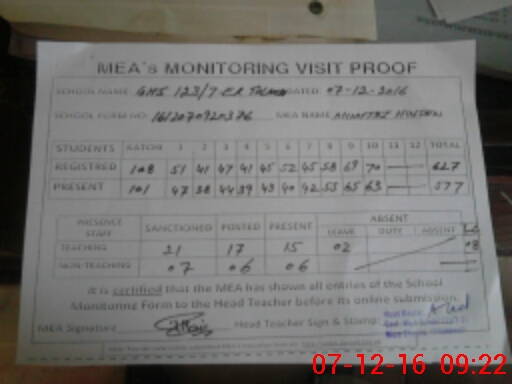 MEA's MONITORING VISIT PROOF
SCHOOL NAME GHS 123/7-E.R DATED 07-12-2016
SCHOOL FORM NO. MEA NAME
STUDENTS KATCHI 1 2 3 4 5 6 7 8 9 10 11 12 TOTAL
REGISTRED 108 51 41 47 41 45 52 45 58 69 70 627
PRESENT 101 47 38 44 39 43 40 42 55 65 63 577
PRESENCE STAFF SANCTIONED POSTED PRESENT ABSENT
LEAVE DUTY ABSENT
TEACHING 21 17 15 02
NON-TEACHING 07 06 06
It is certified that the MEA has shown all entries of the School
Monitoring Form to the Head Teacher before its online submission.
MEA Signature Head Teacher Sign & Stamp
07-12-16 09:22